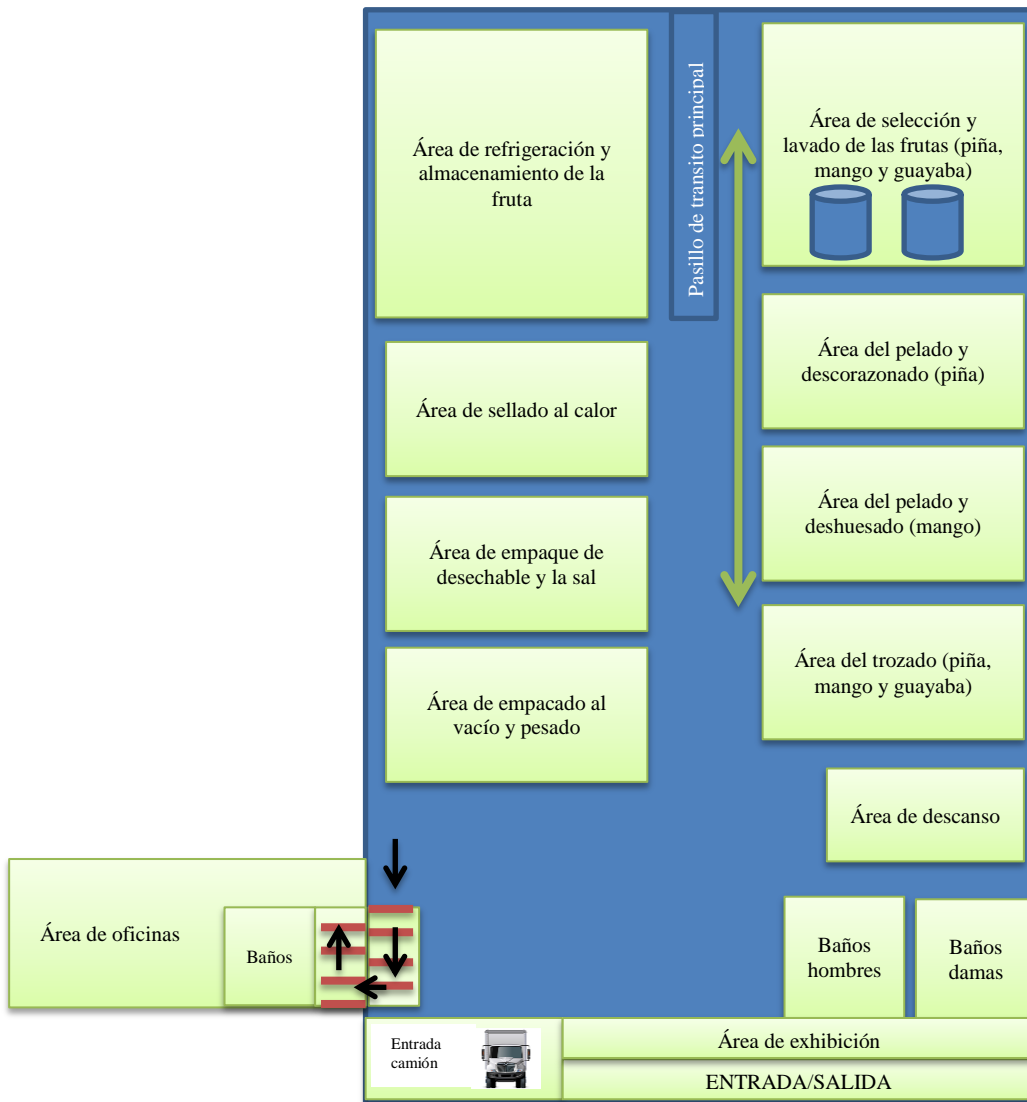 Área de refrigeración y
almacenamiento de la
fruta
Pasillo de transito principal
Área de selección y
lavado de las frutas (piña,
mango y guayaba)
Área del pelado y
descorazonado (piña)
Área de sellado al calor
Área del pelado y
deshuesado (mango)
Área de empaque de
desechable y la sal
Área del trozado (piña,
mango y guayaba)
Área de empacado al
vacío y pesado
Área de descanso
Área de oficinas
Baños
Baños
hombres
Baños
damas
Entrada
camión
Área de exhibición
ENTRADA/SALIDA